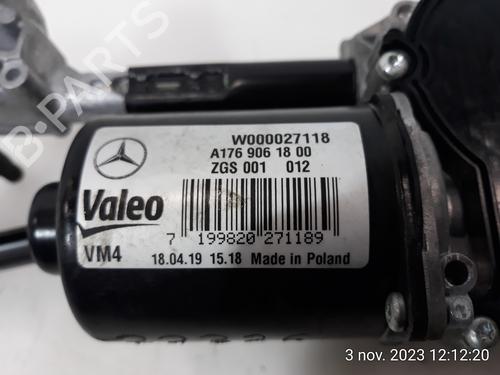 B-PARTS
W000027118
A176 906 18 00
ZGS 001 012
Valeo
7 199820 271189
VM4 18.04.19 15.18 Made in Poland
3 nov. 2023 12:12:20